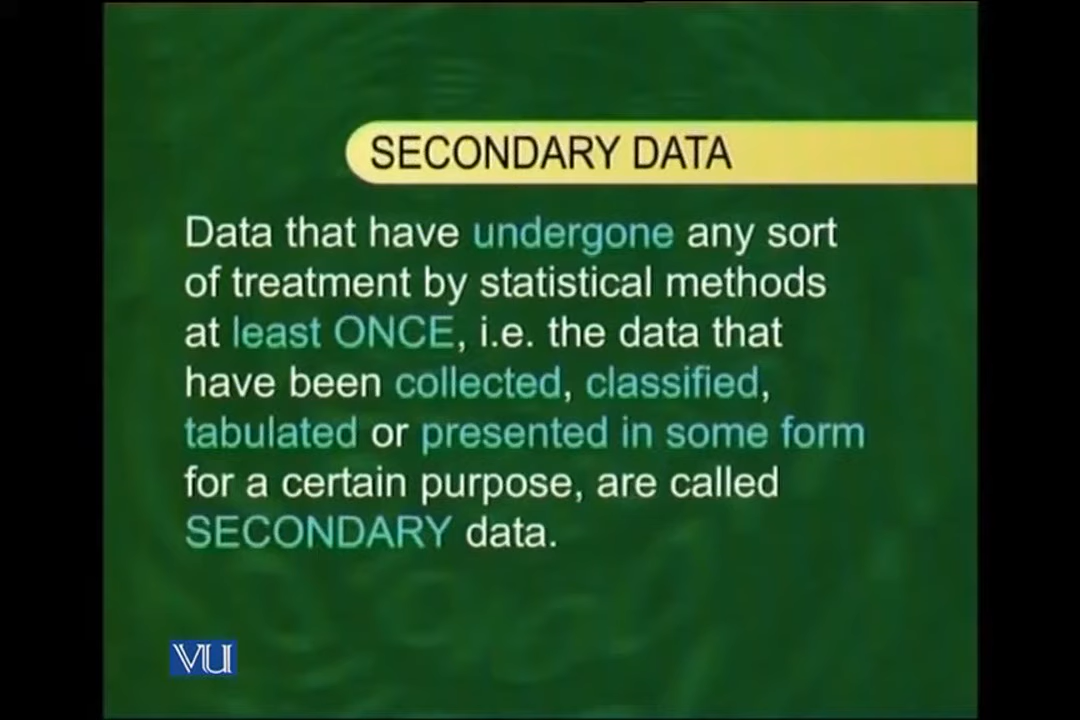 SECONDARY DATA
Data that have undergone any sort
of treatment by statistical methods
at least ONCE, i.e. the data that
have been collected, classified,
tabulated or presented in some form
for a certain purpose, are called
SECONDARY data.
VU